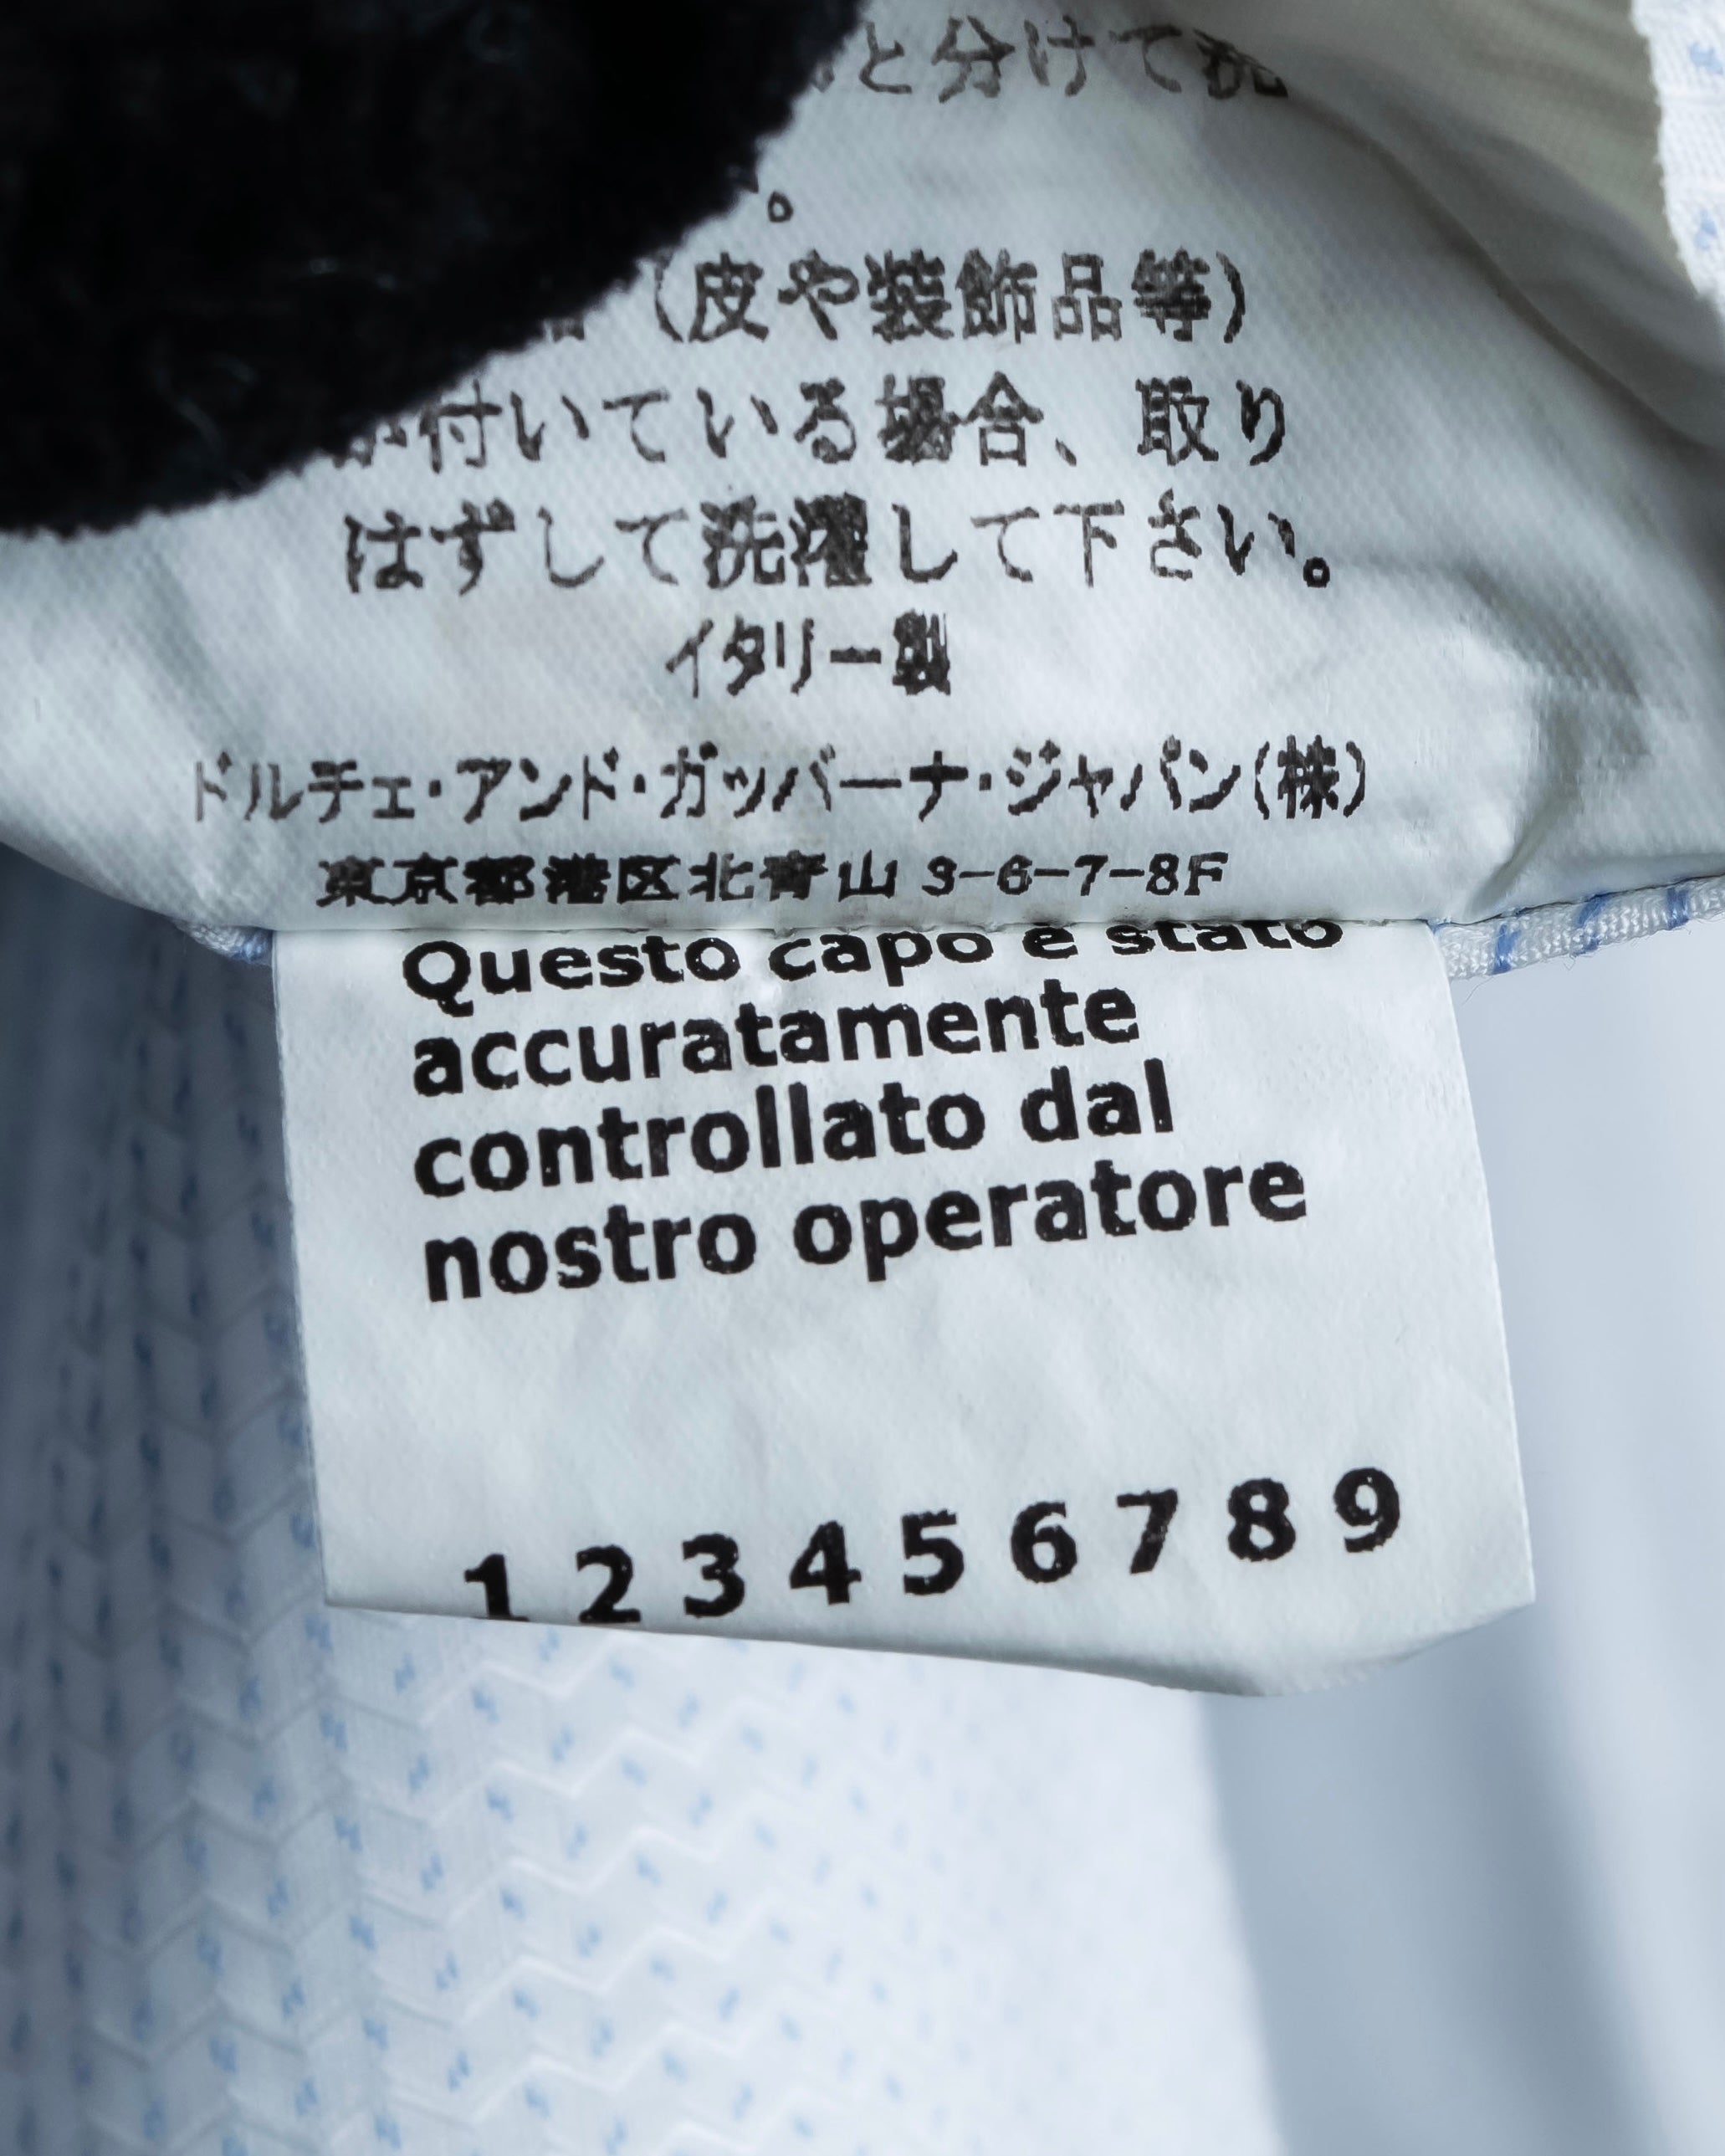 と分けて洗
。
(皮や装飾品等)
が付いている場合、取り
はずして洗濯して下さい。
イタリー製
ドルチェ・アンド・ガッバーナ・ジャパン(株)
東京都港区北青山 3-6-7-8F
Questo capo è stato
accuratamente
controllato dal
nostro operatore
1 2 3 4 5 6 7 8 9